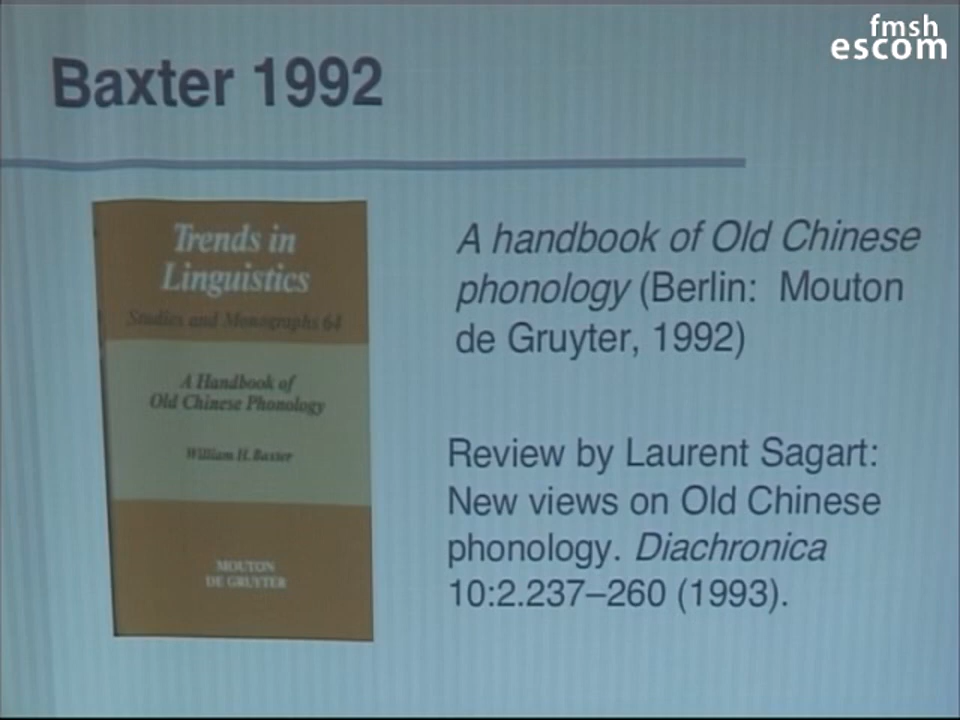 fmsh
escom
Baxter 1992
Trends in
Linguistics
Studies and Monographs 64
A Handbook of
Old Chinese Phonology
William H. Baxter
MOUTON
DE GRUYTER
A handbook of Old Chinese
phonology (Berlin: Mouton
de Gruyter, 1992)
Review by Laurent Sagart:
New views on Old Chinese
phonology. Diachronica
10:2.237–260 (1993).